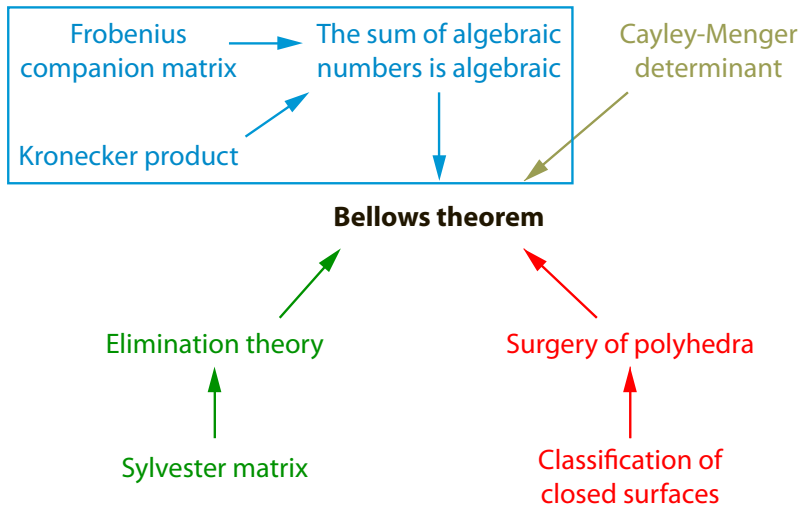 Frobenius
companion matrix
The sum of algebraic
numbers is algebraic
Cayley-Menger
determinant
Kronecker product
Bellows theorem
Elimination theory
Surgery of polyhedra
Sylvester matrix
Classification of
closed surfaces